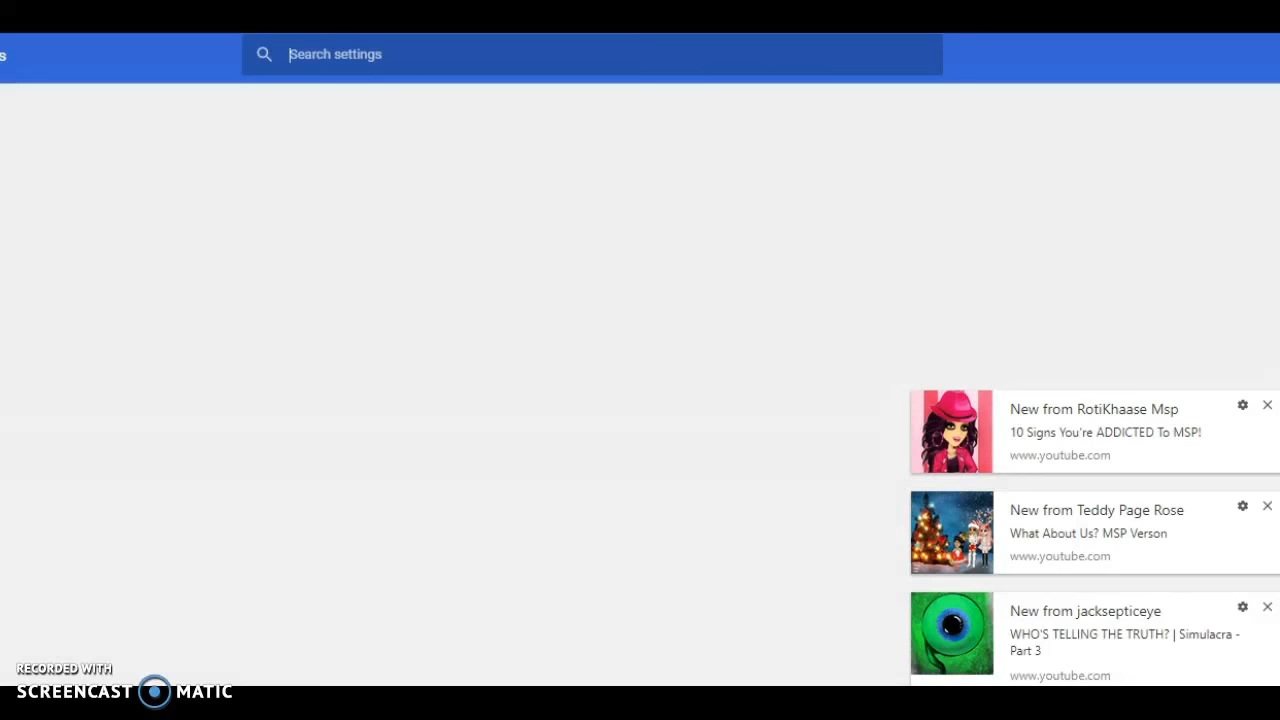 s
Search settings
New from RotiKhaase Msp
10 Signs You're ADDICTED To MSP!
www.youtube.com
New from Teddy Page Rose
What About Us? MSP Verson
www.youtube.com
New from jacksepticeye
WHO'S TELLING THE TRUTH? | Simulacra -
Part 3
www.youtube.com
RECORDED WITH
SCREENCAST MATIC